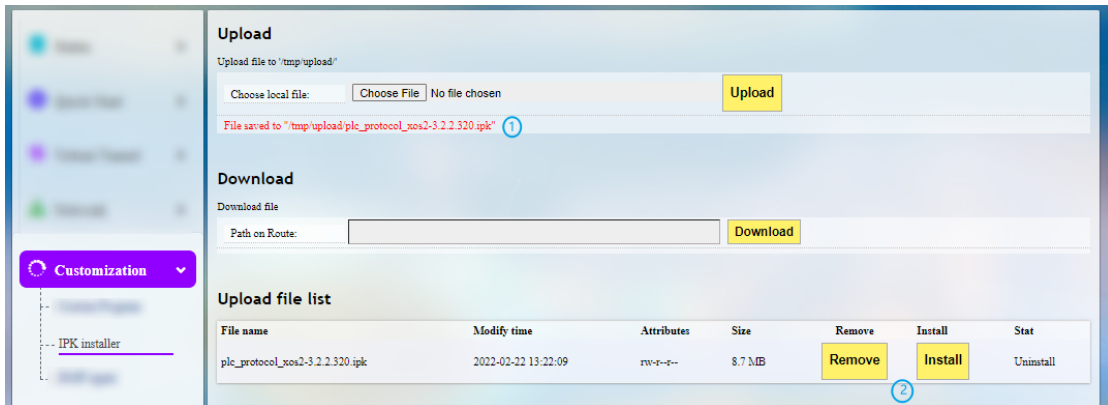 Upload
Upload file to '/tmp/upload/'
Choose local file: Choose File No file chosen Upload
File saved to "/tmp/upload/plc_protocol_xos2-3.2.2.320.ipk" 1
Download
Download file
Path on Route: Download
Customization
IPK installer
Upload file list
File name Modify time Attributes Size Remove Install Stat
plc_protocol_xos2-3.2.2.320.ipk 2022-02-22 13:22:09 rw-r--r-- 8.7 MB Remove Install Uninstall
2